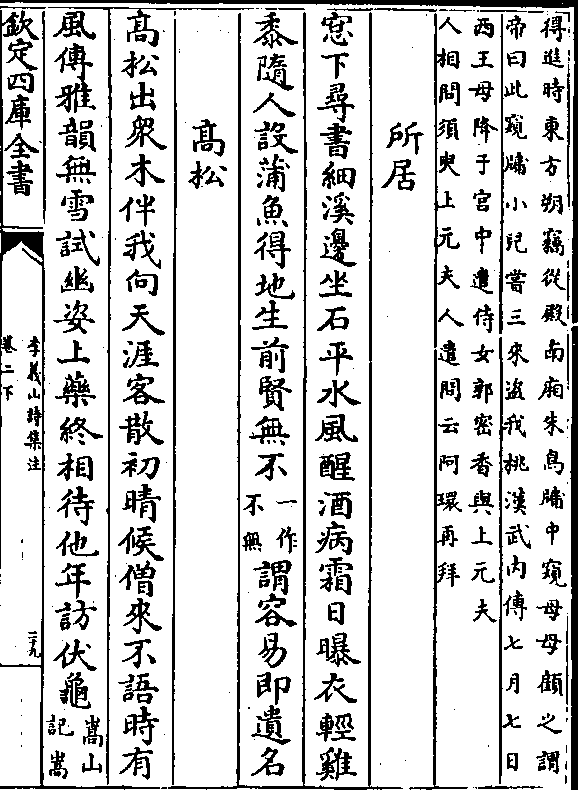 得逞時東方朔竊從殿南廂朱鳥牖中窺母母顧之謂
帝曰此窺牖小兒嘗三來盜我桃漢武内傳七月七日
西王母降于宫中遣侍女郭密香與上元夫
人相問須臾上元夫人遣問云阿環再拜
所居
窓下尋書細溪邊坐石平水風醒酒病霜日曝衣輕雞
黍隨人設蒲魚得地生前賢無不一作不無謂容易即遺名
髙松
髙松出衆木伴我向天涯客散初晴候僧來不語時有
風傳雅韻無雪試幽姿上藥終相待他年訪伏龜嵩山記嵩
欽定四庫全書
李義山詩集注
卷二下
三十九